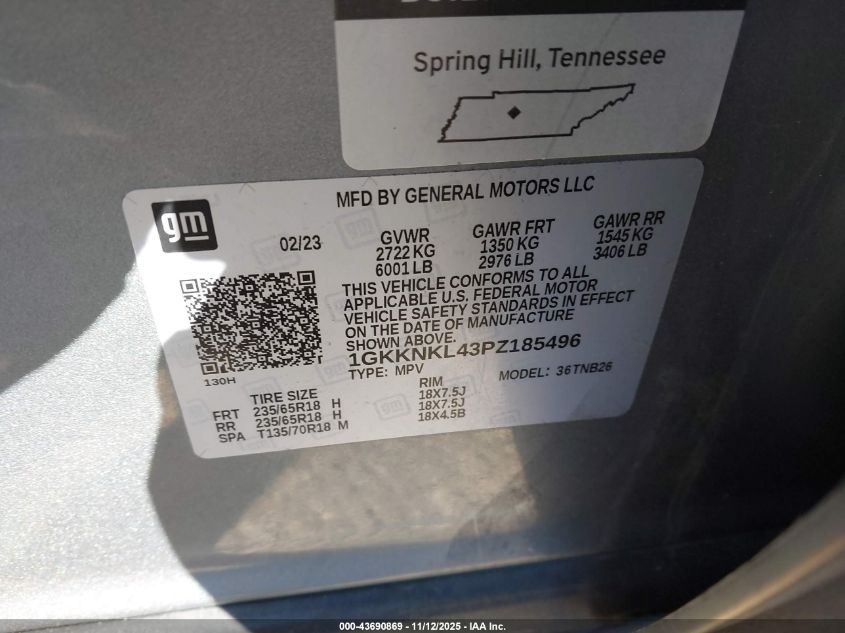 Spring Hill, Tennessee
MFD BY GENERAL MOTORS LLC
gm
02/23
GVWR
2722 KG
6001 LB
GAWR FRT
1350 KG
2976 LB
GAWR RR
1545 KG
3406 LB
THIS VEHICLE CONFORMS TO ALL
APPLICABLE U.S. FEDERAL MOTOR
VEHICLE SAFETY STANDARDS IN EFFECT
ON THE DATE OF MANUFACTURE
SHOWN ABOVE.
1GKKNKL43PZ185496
TYPE: MPV
MODEL: 36TNB26
130H
TIRE SIZE
RIM
FRT 235/65R18 H 18X7.5J
RR 235/65R18 H 18X7.5J
SPA T135/70R18 M 18X4.5B
000-43690869 - 11/12/2025 - IAA Inc.